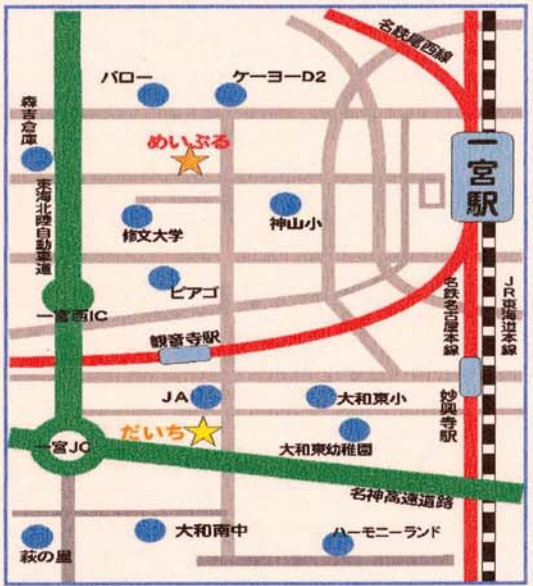 名鉄尾西線
バロー
ケーヨーD2
森吉倉庫
めいぷる
一宮駅
東海北陸自動車道
修文大学
神山小
ピアゴ
一宮西IC
名鉄名古屋本線
JR東海道本線
観音寺駅
JA
大和東小
妙興寺駅
だいち
一宮JC
大和東幼稚園
名神高速道路
大和南中
ハーモニーランド
萩の里